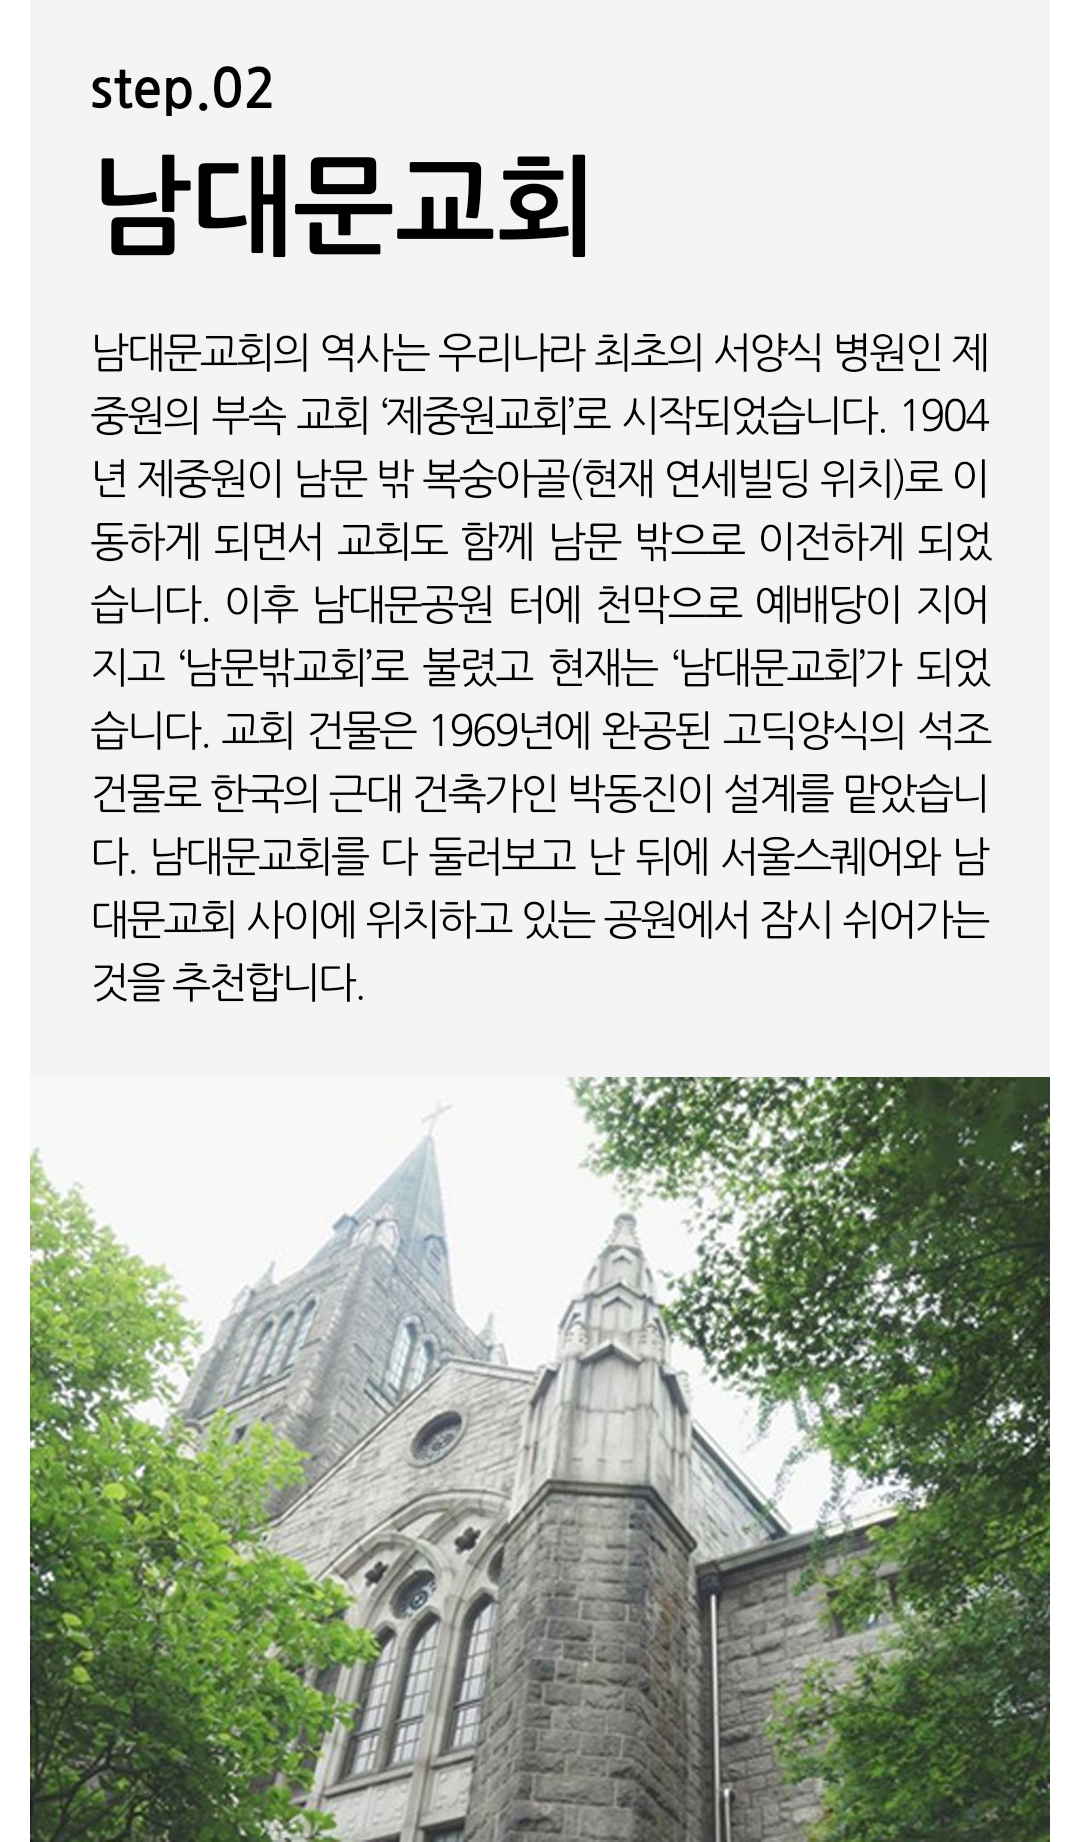 step.02
남대문교회
남대문교회의 역사는 우리나라 최초의 서양식 병원인 제
중원의 부속 교회 ‘제중원교회’로 시작되었습니다. 1904
년 제중원이 남문 밖 복숭아골(현재 연세빌딩 위치)로 이
동하게 되면서 교회도 함께 남문 밖으로 이전하게 되었
습니다. 이후 남대문공원 터에 천막으로 예배당이 지어
지고 ‘남문밖교회’로 불렸고 현재는 ‘남대문교회’가 되었
습니다. 교회 건물은 1969년에 완공된 고딕양식의 석조
건물로 한국의 근대 건축가인 박동진이 설계를 맡았습니
다. 남대문교회를 다 둘러보고 난 뒤에 서울스퀘어와 남
대문교회 사이에 위치하고 있는 공원에서 잠시 쉬어가는
것을 추천합니다.